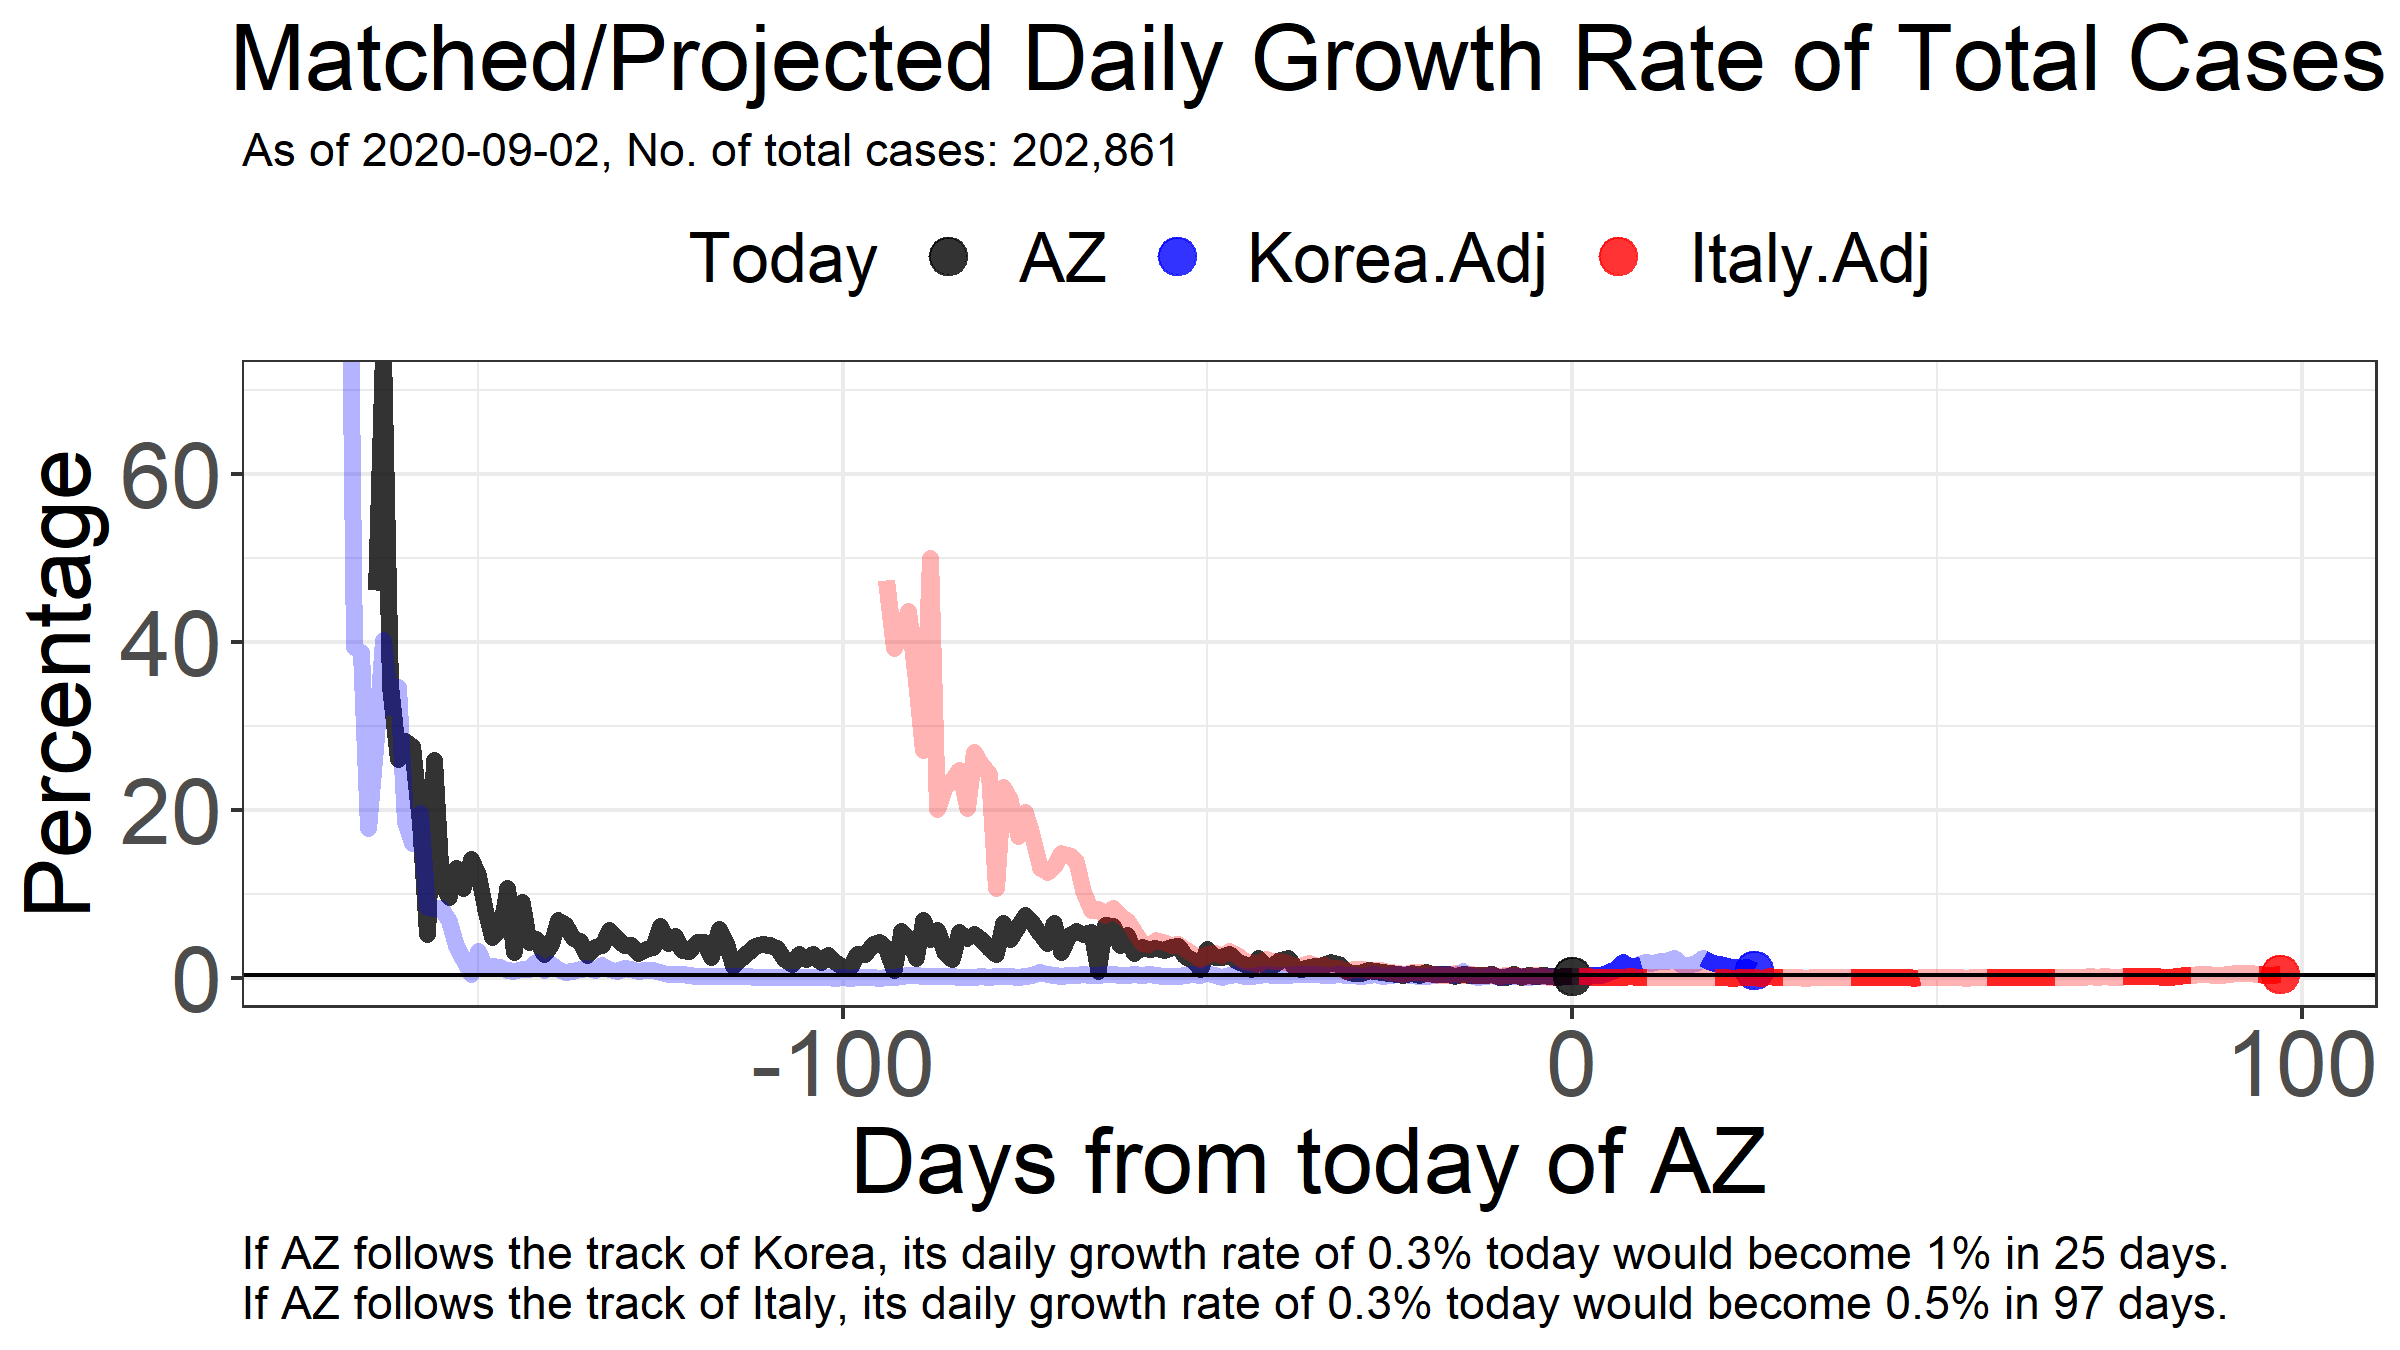 Matched/Projected Daily Growth Rate of Total Cases
As of 2020-09-02, No. of total cases: 202,861
Today AZ Korea.Adj Italy.Adj
Percentage
60
40
20
0
-100 0 100
Days from today of AZ
If AZ follows the track of Korea, its daily growth rate of 0.3% today would become 1% in 25 days.
If AZ follows the track of Italy, its daily growth rate of 0.3% today would become 0.5% in 97 days.